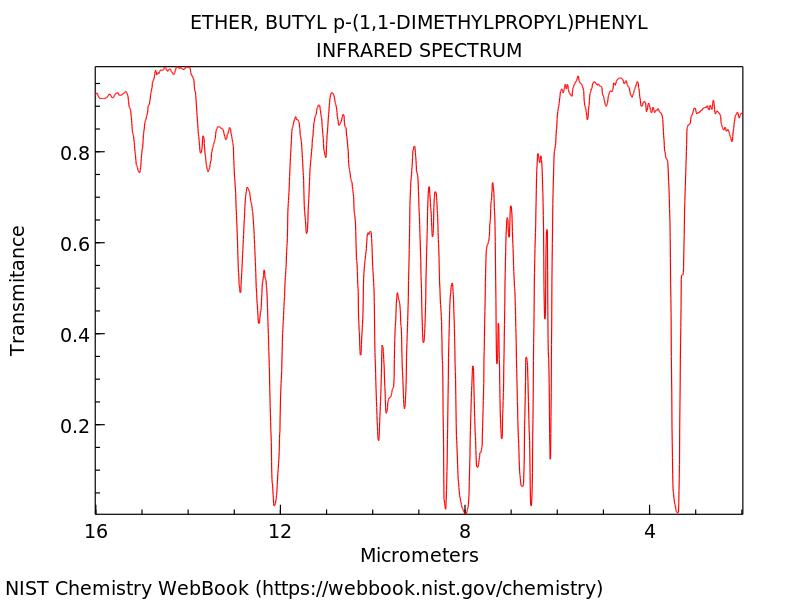 ETHER, BUTYL p-(1,1-DIMETHYLPROPYL)PHENYL
INFRARED SPECTRUM
0.8
0.6
0.4
0.2
Transmitance
16 12 8 4
Micrometers
NIST Chemistry WebBook (https://webbook.nist.gov/chemistry)